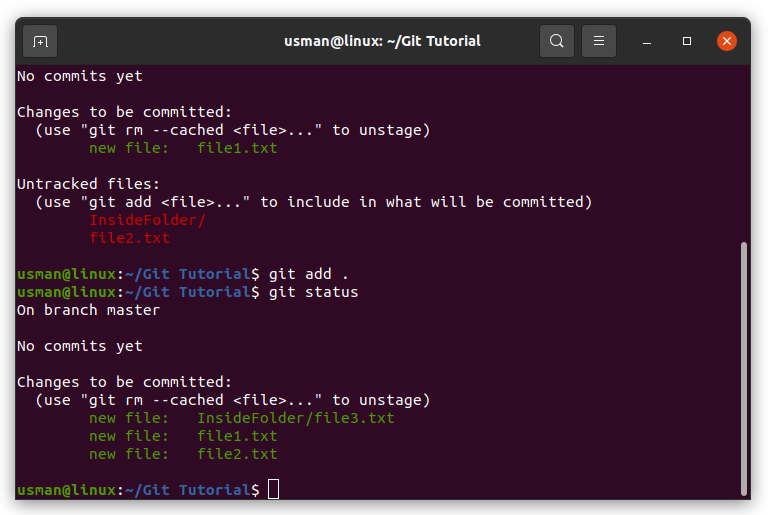 usman@linux: ~/Git Tutorial
No commits yet
Changes to be committed:
  (use "git rm --cached <file>..." to unstage)
        new file:   file1.txt
Untracked files:
  (use "git add <file>..." to include in what will be committed)
        InsideFolder/
        file2.txt
usman@linux:~/Git Tutorial$ git add .
usman@linux:~/Git Tutorial$ git status
On branch master
No commits yet
Changes to be committed:
  (use "git rm --cached <file>..." to unstage)
        new file:   InsideFolder/file3.txt
        new file:   file1.txt
        new file:   file2.txt
usman@linux:~/Git Tutorial$